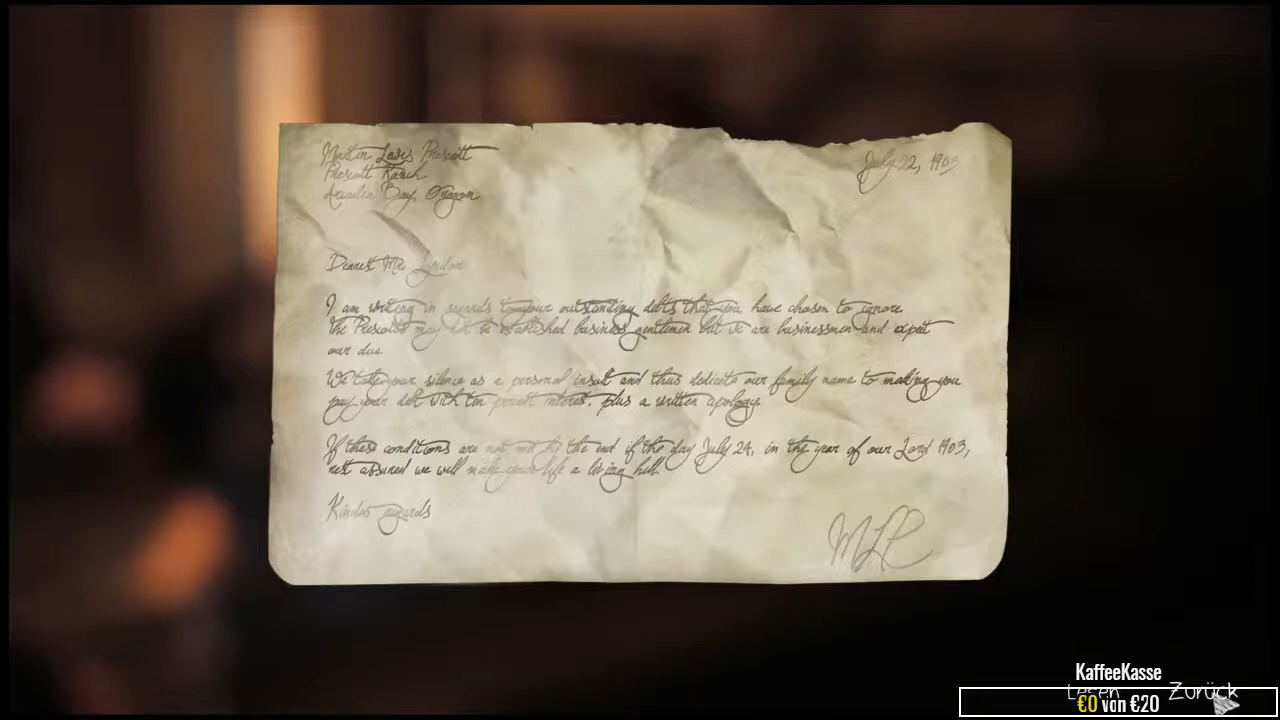 Martin Lewis Prescott
July 22, 1903
Prescott Ranch
Arcadia Bay, Oregon
Dearest Mr.
I am writing in regards to your outstanding debts that you have chosen to ignore.
The Prescotts may not be established business gentlemen but we are businessmen and expect
our due.
We take your silence as a personal insult and thus dedicate our family name to making you
pay your debt with ten percent interest, plus a written apology.
If these conditions are not met by the end if the day July 24, in the year of our Lord 1903,
rest assured we will make your life a living hell.
Kindest regards
MLP
KaffeeKasse
Lesen Zurück
€0 von €20